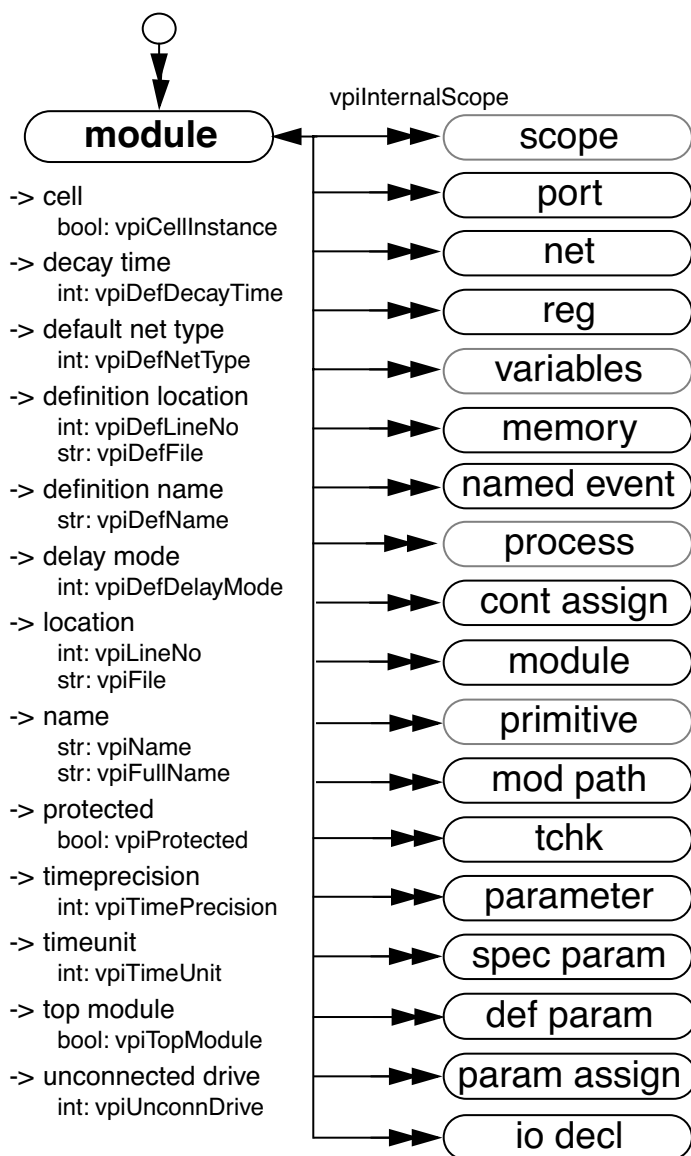 vpiInternalScope
module
-> cell
bool: vpiCellInstance
-> decay time
int: vpiDefDecayTime
-> default net type
int: vpiDefNetType
-> definition location
int: vpiDefLineNo
str: vpiDefFile
-> definition name
str: vpiDefName
-> delay mode
int: vpiDefDelayMode
-> location
int: vpiLineNo
str: vpiFile
-> name
str: vpiName
str: vpiFullName
-> protected
bool: vpiProtected
-> timeprecision
int: vpiTimePrecision
-> timeunit
int: vpiTimeUnit
-> top module
bool: vpiTopModule
-> unconnected drive
int: vpiUnconnDrive
scope
port
net
reg
variables
memory
named event
process
cont assign
module
primitive
mod path
tchk
parameter
spec param
def param
param assign
io decl